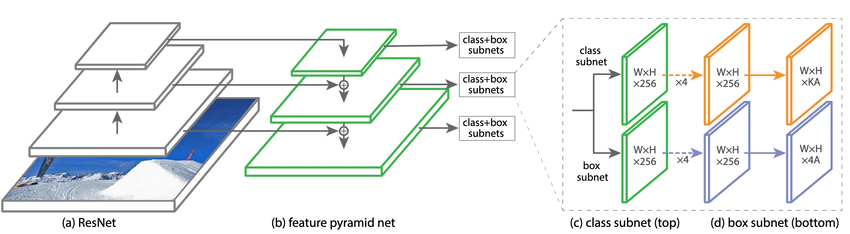 class+box
subnets
class+box
subnets
class+box
subnets
class
subnet
box
subnet
W×H
×256
×4
W×H
×256
W×H
×KA
W×H
×256
×4
W×H
×256
W×H
×4A
(a) ResNet
(b) feature pyramid net
(c) class subnet (top)
(d) box subnet (bottom)